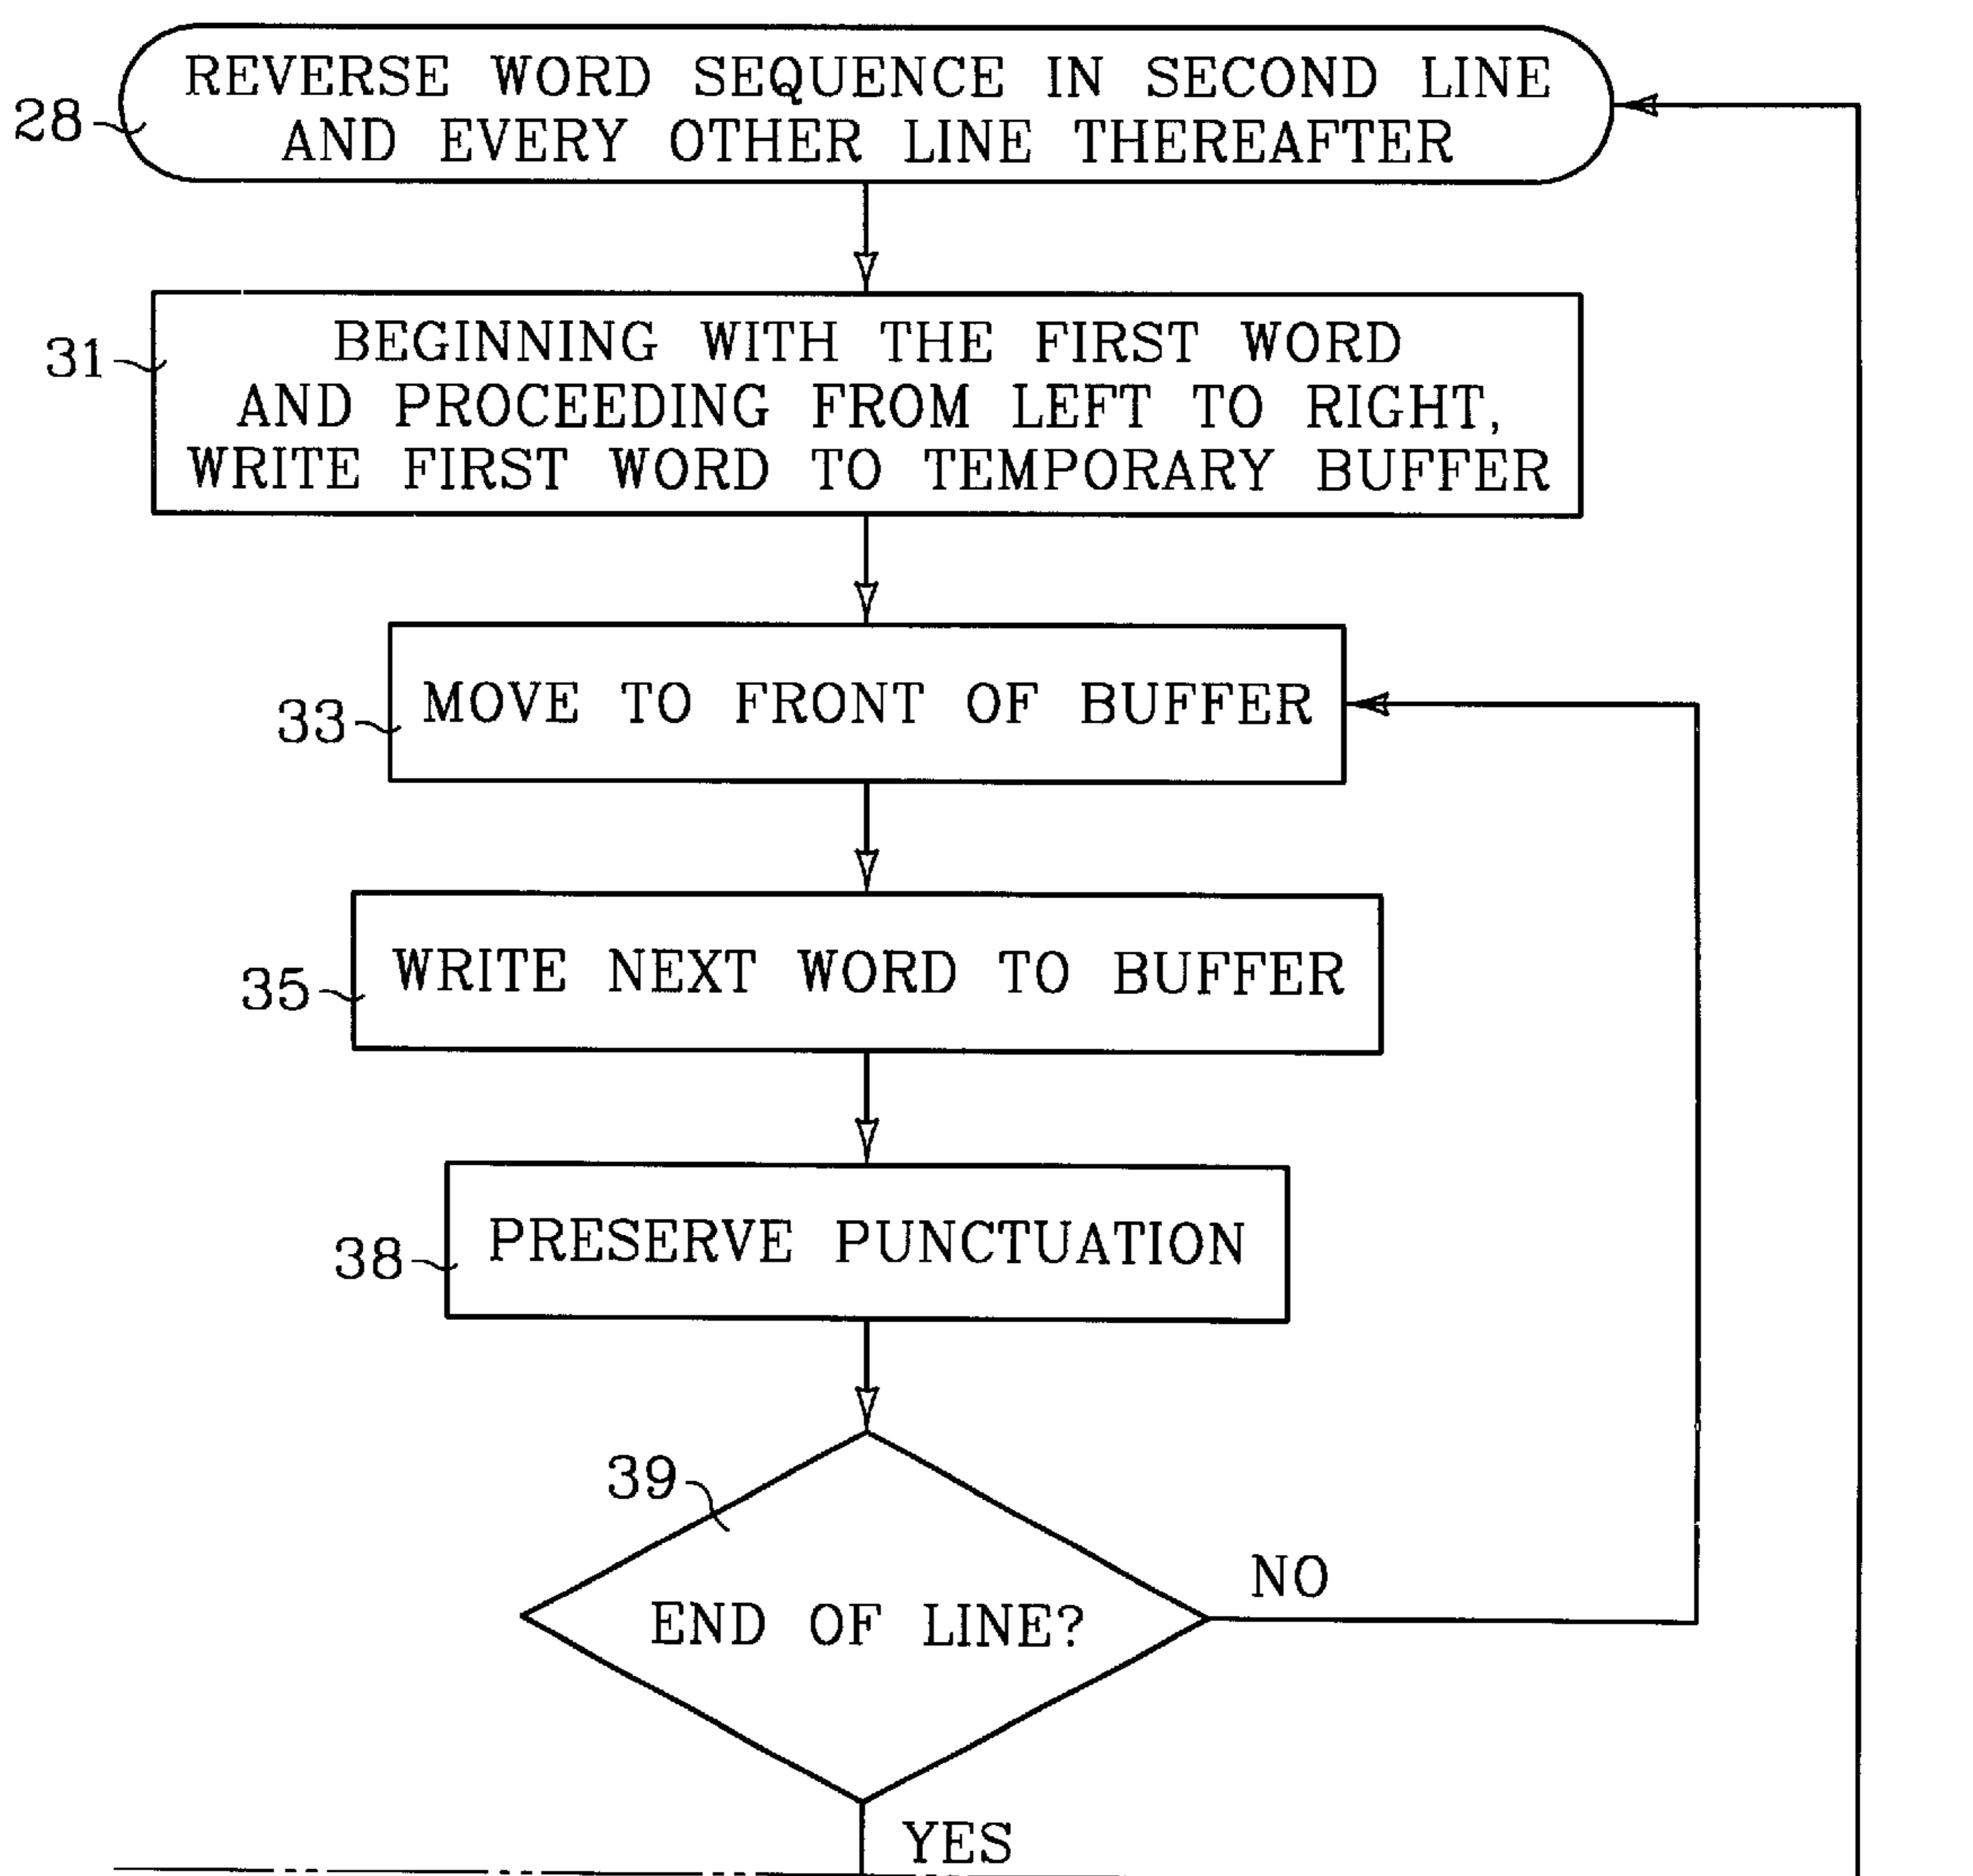 28
REVERSE WORD SEQUENCE IN SECOND LINE
AND EVERY OTHER LINE THEREAFTER
31
BEGINNING WITH THE FIRST WORD
AND PROCEEDING FROM LEFT TO RIGHT,
WRITE FIRST WORD TO TEMPORARY BUFFER
33
MOVE TO FRONT OF BUFFER
35
WRITE NEXT WORD TO BUFFER
38
PRESERVE PUNCTUATION
39
END OF LINE?
NO
YES